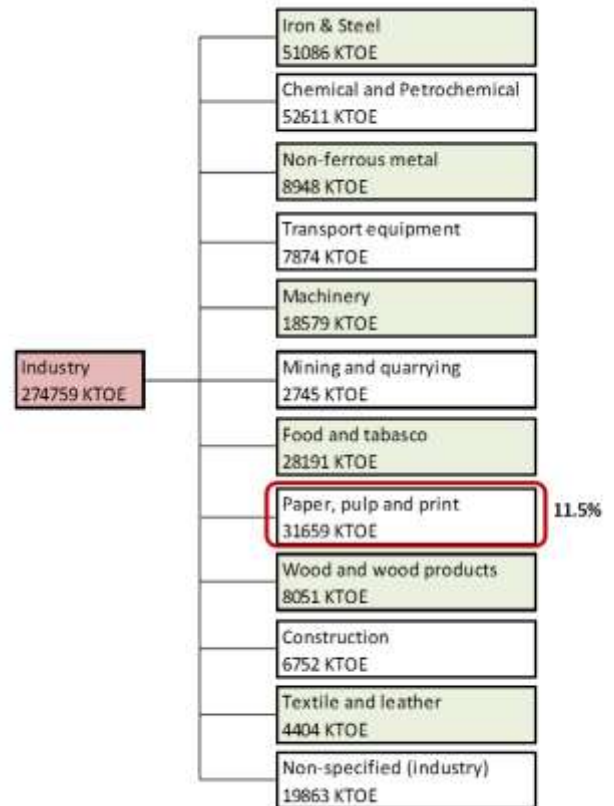 Iron & Steel
51086 KTOE
Chemical and Petrochemical
52611 KTOE
Non-ferrous metal
8948 KTOE
Transport equipment
7874 KTOE
Machinery
18579 KTOE
Industry
274759 KTOE
Mining and quarrying
2745 KTOE
Food and tabasco
28191 KTOE
Paper, pulp and print
31659 KTOE
11.5%
Wood and wood products
8051 KTOE
Construction
6752 KTOE
Textile and leather
4404 KTOE
Non-specified (industry)
19863 KTOE